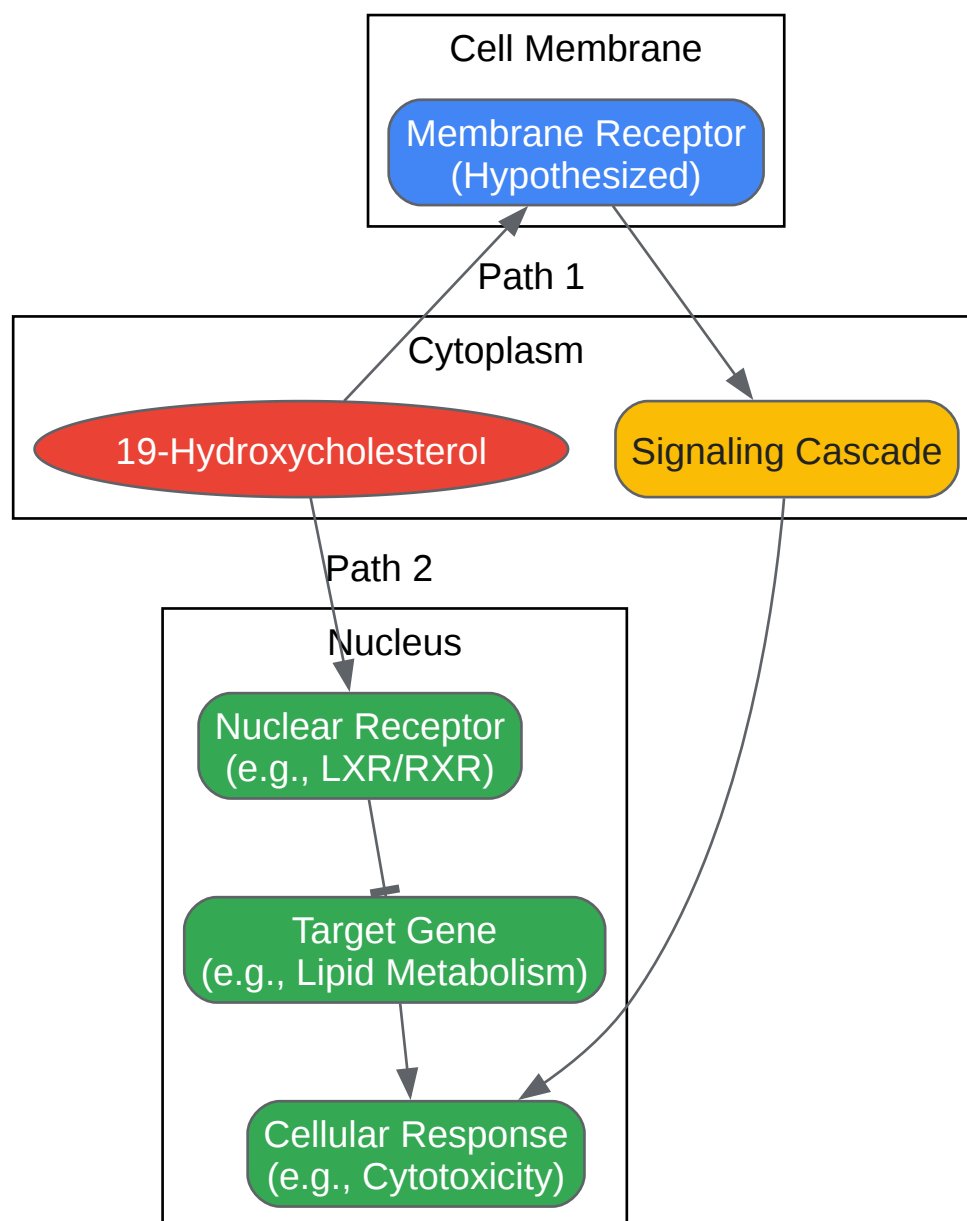 Cell Membrane
Membrane Receptor
(Hypothesized)
Path 1
Cytoplasm
19-Hydroxycholesterol
Signaling Cascade
Path 2
Nucleus
Nuclear Receptor
(e.g., LXR/RXR)
Target Gene
(e.g., Lipid Metabolism)
Cellular Response
(e.g., Cytotoxicity)